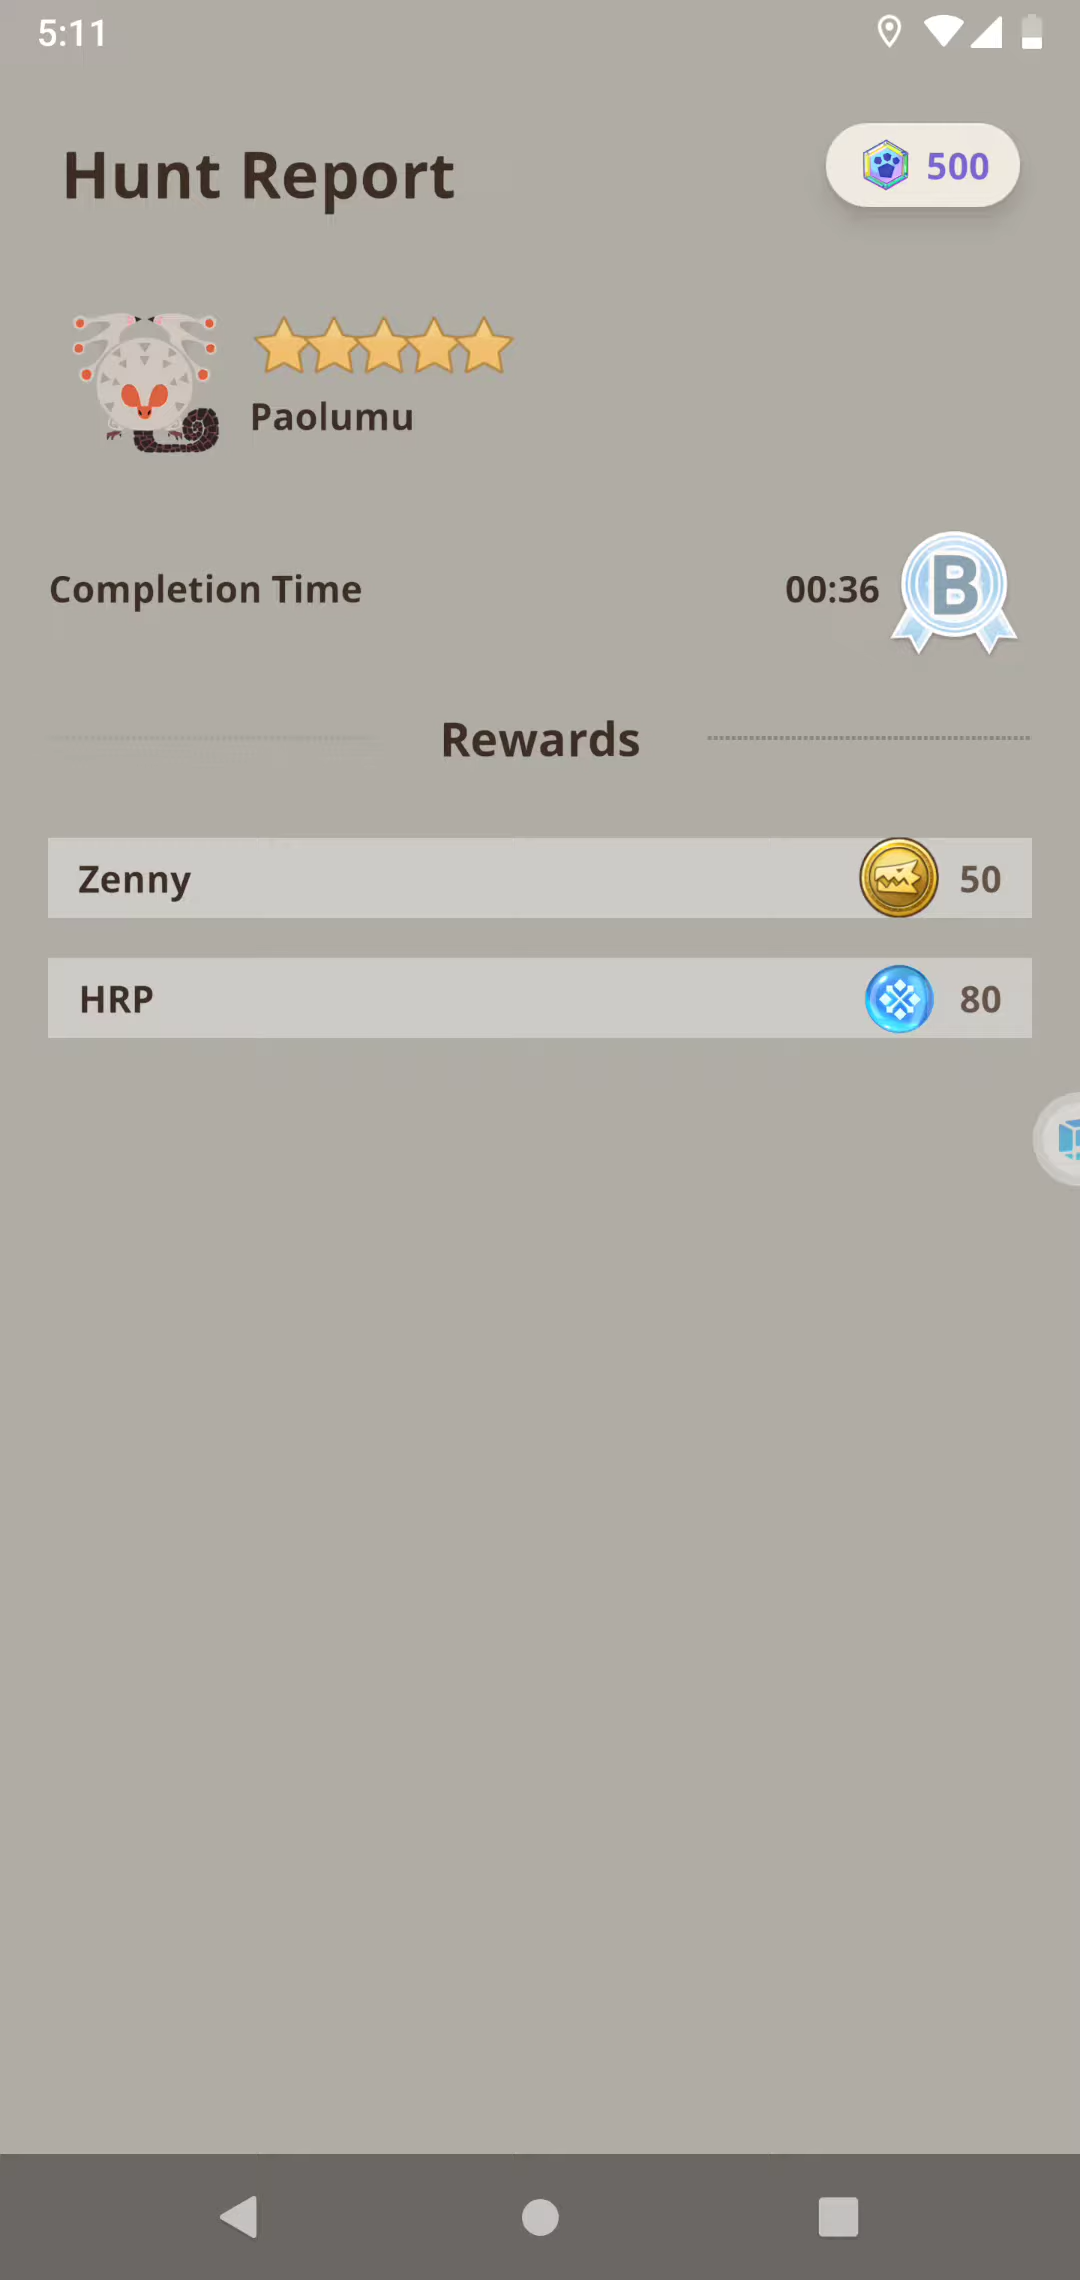 5:11
Hunt Report
500
Paolumu
Completion Time
00:36
B
Rewards
Zenny
50
HRP
80